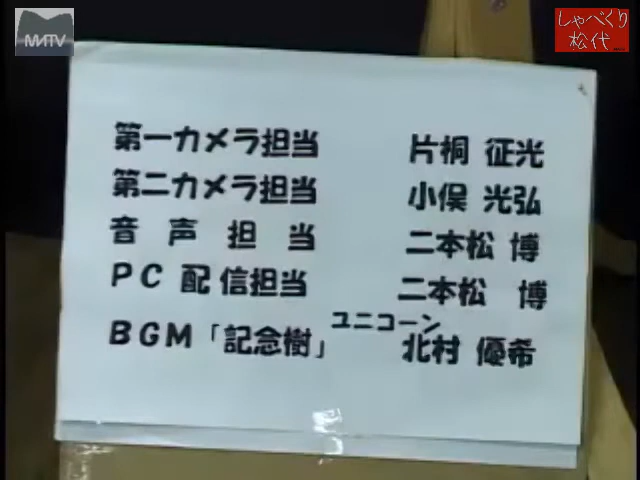 MATV
しゃべくり
松代
第一カメラ担当 片桐 征光
第二カメラ担当 小俣 光弘
音声担当 二本松 博
PC配信担当 二本松 博
ユニコーン
BGM「記念樹」 北村 優希